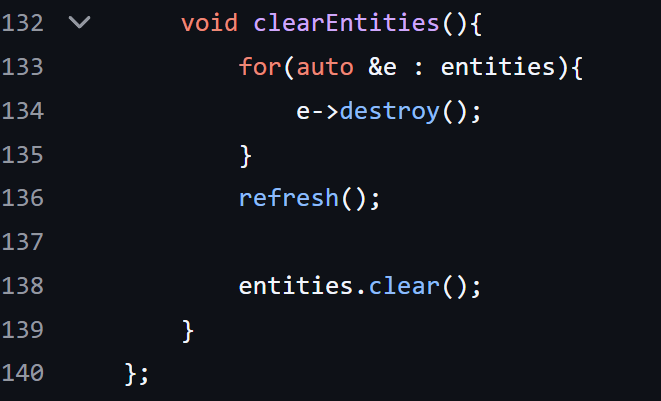 132 void clearEntities(){
133 for(auto &e : entities){
134 e->destroy();
135 }
136 refresh();
137
138 entities.clear();
139 }
140 };